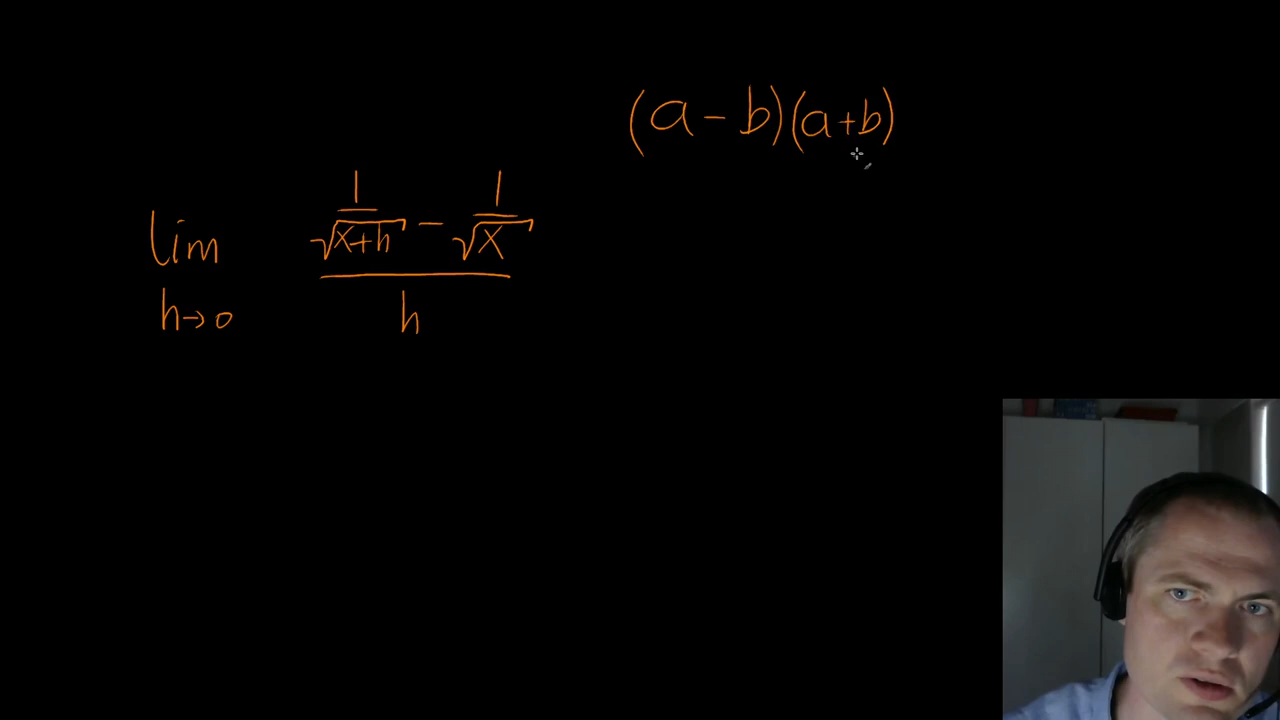 (a - b)(a+b)
lim h→0 (1/√(x+h) - 1/√x)/h